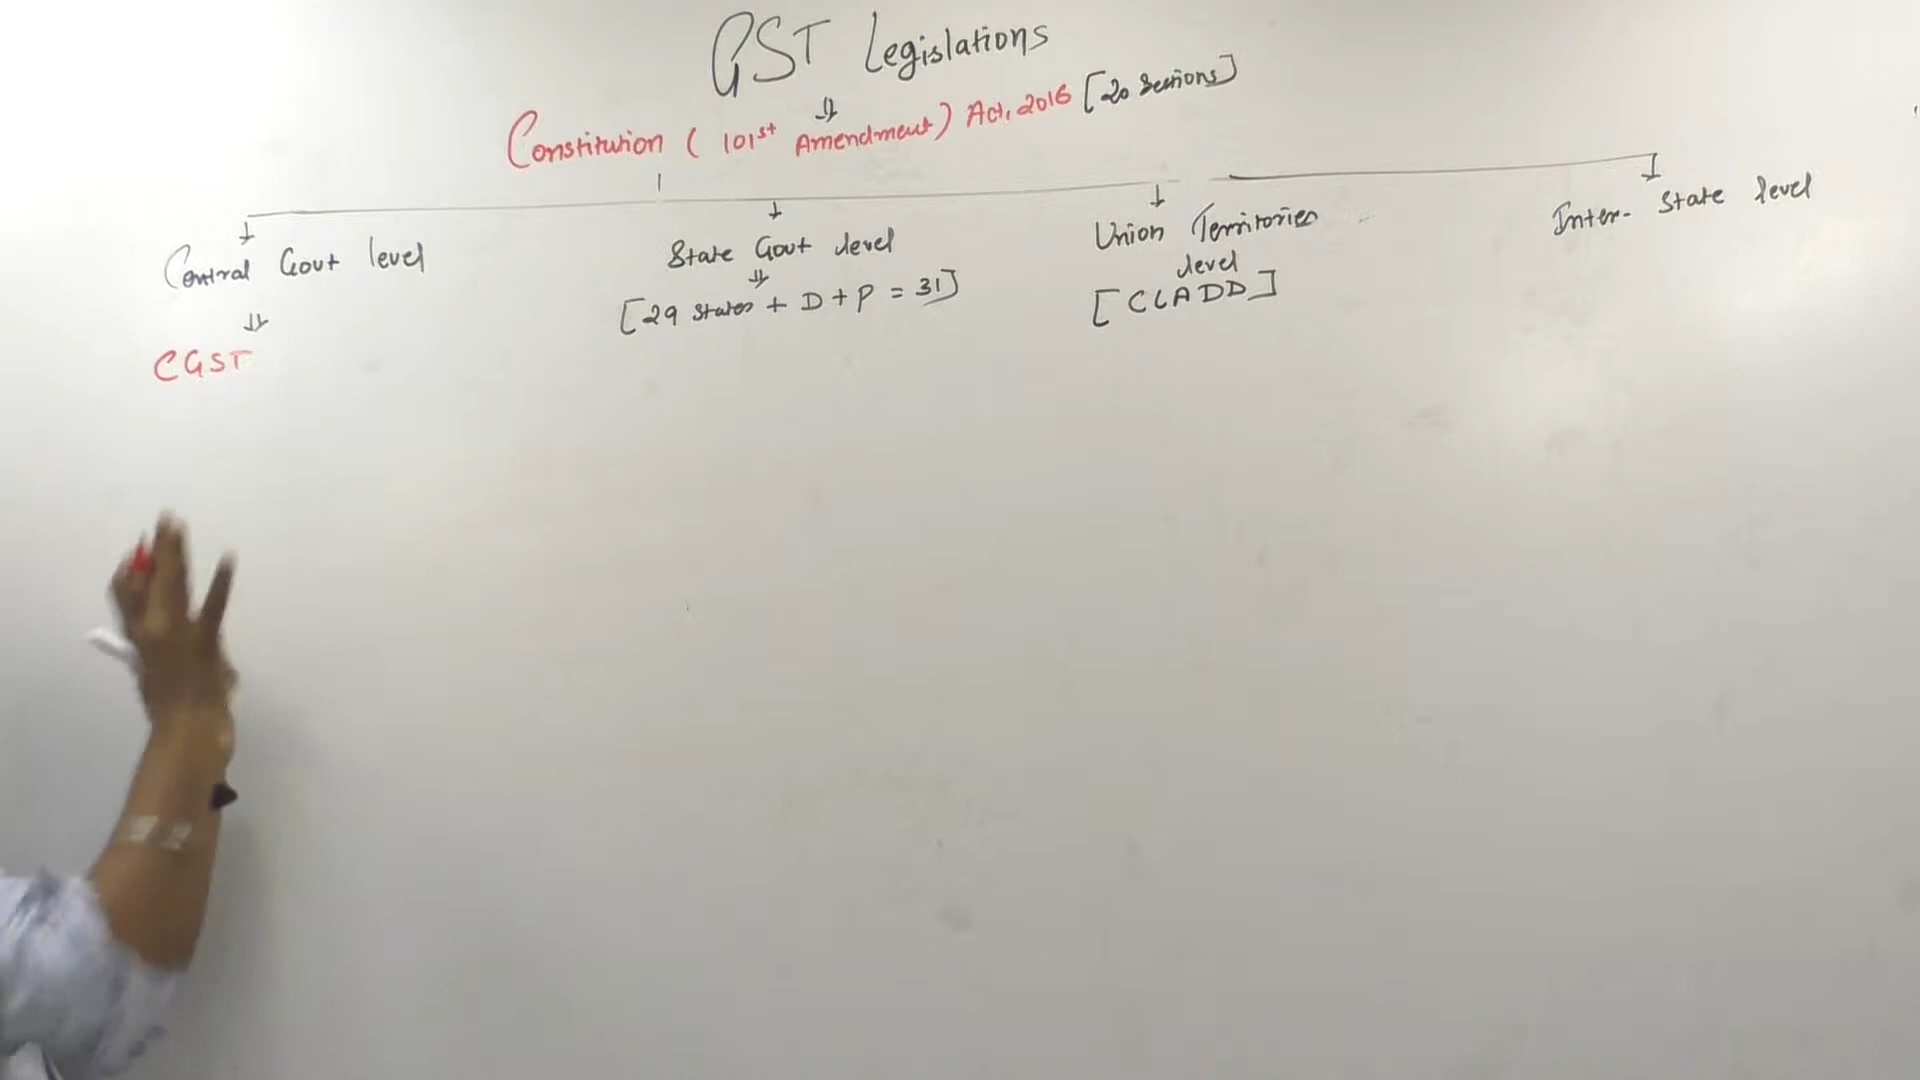 GST Legislations
Constitution ( 101st Amendment ) Act, 2016 [20 Sections]
Central Govt level
State Govt level
Union Territories
level
Inter- State level
[29 States + D + P = 31]
[CLADD]
CGST